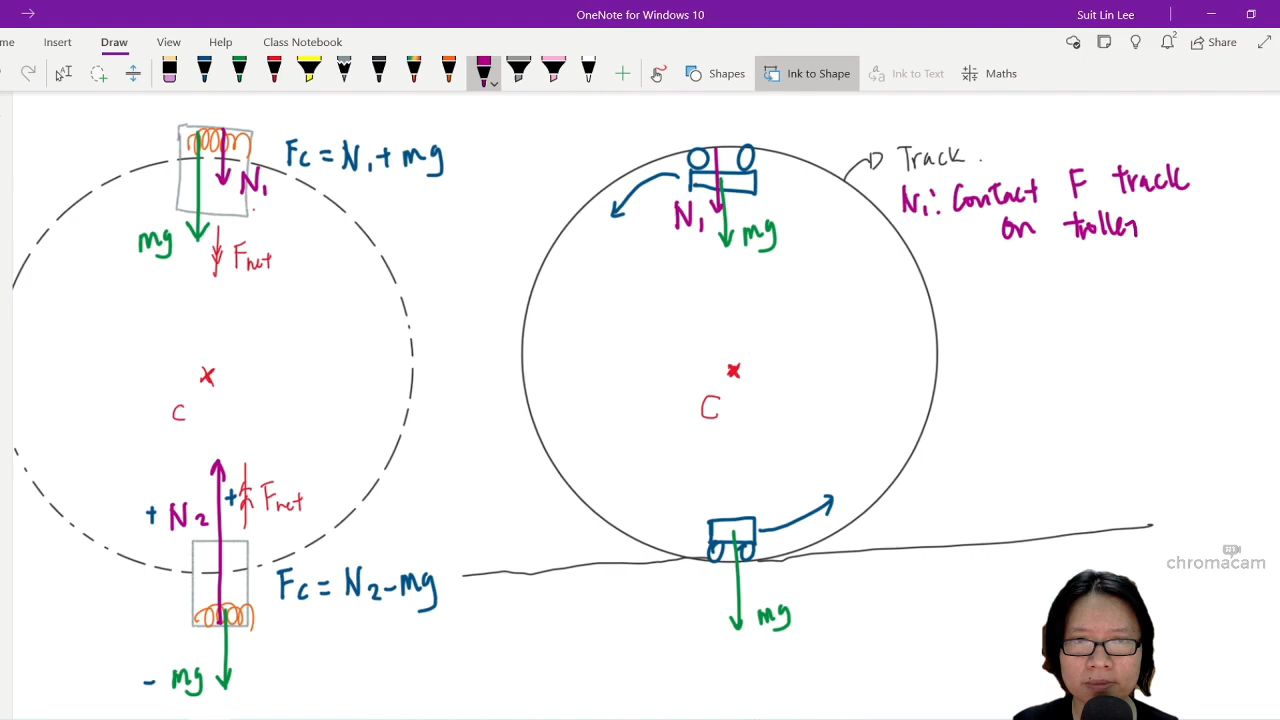 OneNote for Windows 10
Suit Lin Lee
me Insert Draw View Help Class Notebook
Share
Shapes
Ink to Shape
Ink to Text
Maths
Fc = N1 + mg
N1
mg
Fnet
C
+ N2
+
Fnet
Fc = N2 - mg
- mg
Track.
N1: Contact F track
on trolley
N1
mg
C
mg
chromacam